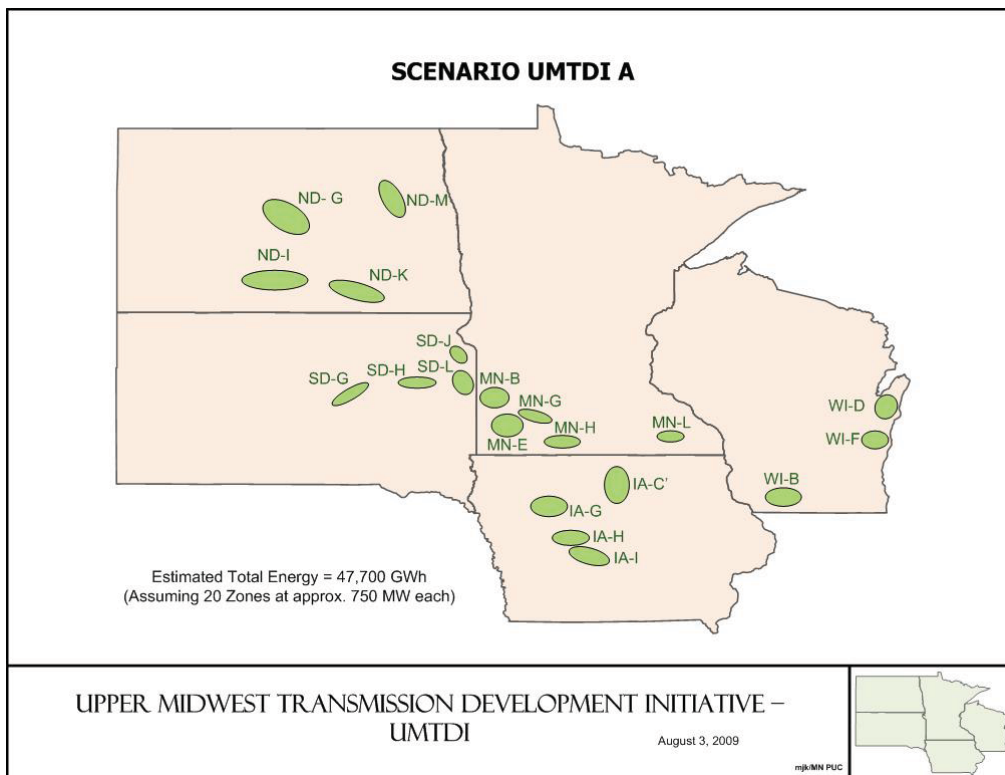 SCENARIO UMTDI A
ND- G
ND-M
ND-I
ND-K
SD-J
SD-H
SD-L
SD-G
MN-B
MN-G
MN-H
MN-E
MN-L
WI-D
WI-F
WI-B
IA-C'
IA-G
IA-H
IA-I
Estimated Total Energy = 47,700 GWh
(Assuming 20 Zones at approx. 750 MW each)
UPPER MIDWEST TRANSMISSION DEVELOPMENT INITIATIVE –
UMTDI
August 3, 2009
mjk/MN PUC